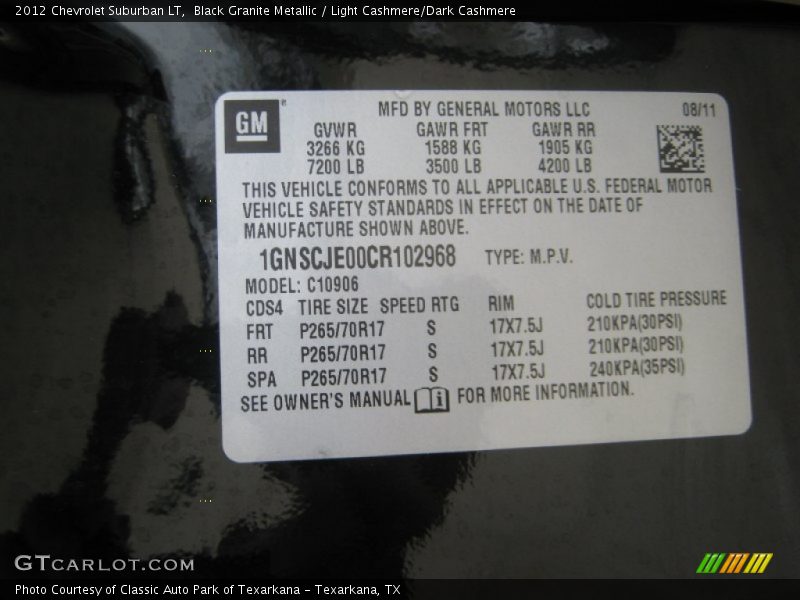 2012 Chevrolet Suburban LT, Black Granite Metallic / Light Cashmere/Dark Cashmere
GM
MFD BY GENERAL MOTORS LLC 08/11
GVWR GAWR FRT GAWR RR
3266 KG 1588 KG 1905 KG
7200 LB 3500 LB 4200 LB
THIS VEHICLE CONFORMS TO ALL APPLICABLE U.S. FEDERAL MOTOR
VEHICLE SAFETY STANDARDS IN EFFECT ON THE DATE OF
MANUFACTURE SHOWN ABOVE.
1GNSCJE00CR102968 TYPE: M.P.V.
MODEL: C10906
CDS4 TIRE SIZE SPEED RTG RIM COLD TIRE PRESSURE
FRT P265/70R17 S 17X7.5J 210KPA(30PSI)
RR P265/70R17 S 17X7.5J 210KPA(30PSI)
SPA P265/70R17 S 17X7.5J 240KPA(35PSI)
SEE OWNER'S MANUAL FOR MORE INFORMATION.
GTCARLOT.COM
Photo Courtesy of Classic Auto Park of Texarkana - Texarkana, TX